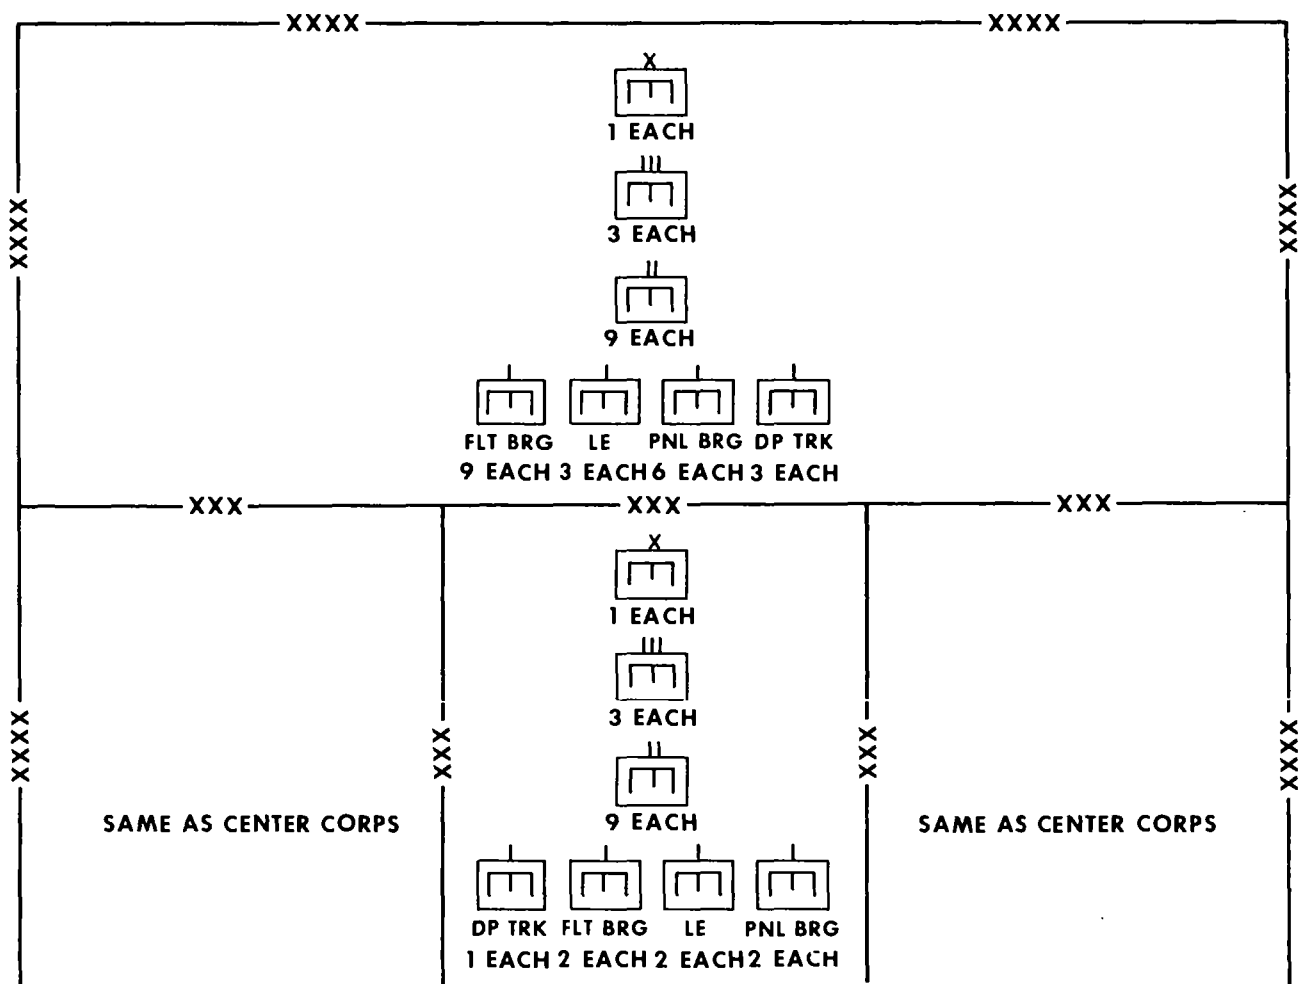 XXXX XXXX
X
1 EACH
III
3 EACH
XXXX XXXX
II
9 EACH
I I I I
FLT BRG LE PNL BRG DP TRK
9 EACH 3 EACH 6 EACH 3 EACH
XXX XXX XXX
X
1 EACH
III
3 EACH
XXXX XXX XXX XXXX
II
9 EACH
SAME AS CENTER CORPS SAME AS CENTER CORPS
I I I I
DP TRK FLT BRG LE PNL BRG
1 EACH 2 EACH 2 EACH 2 EACH